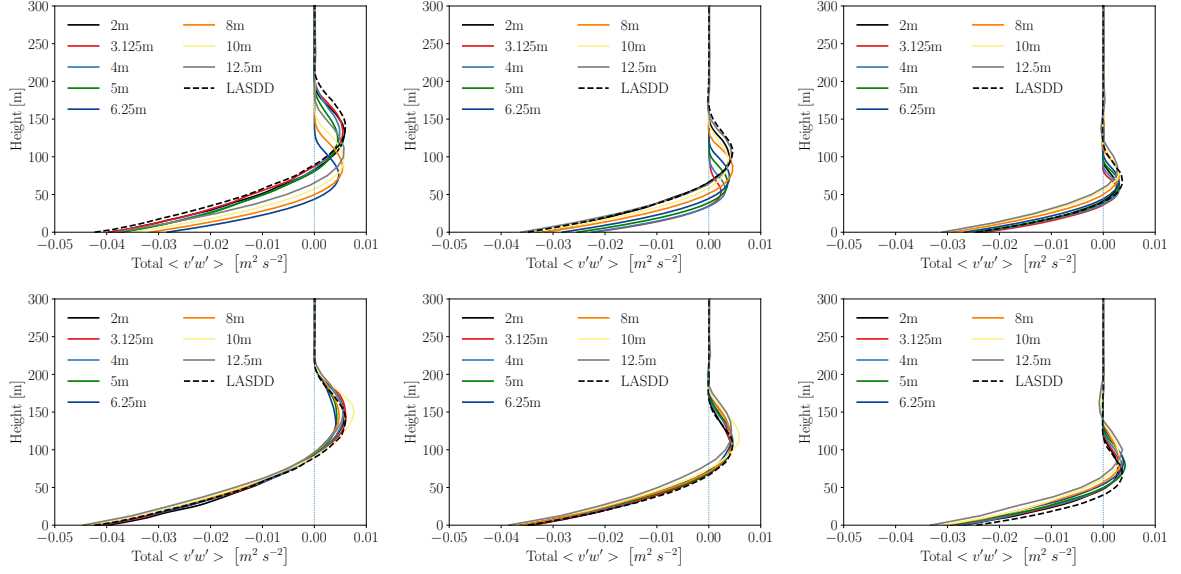 300
250
200
150
100
50
0
Height [m]
2m
3.125m
4m
5m
6.25m
8m
10m
12.5m
LASDD
−0.05 −0.04 −0.03 −0.02 −0.01 0.00 0.01
Total < v′w′ > [m² s⁻²]
300
250
200
150
100
50
0
Height [m]
2m
3.125m
4m
5m
6.25m
8m
10m
12.5m
LASDD
−0.05 −0.04 −0.03 −0.02 −0.01 0.00 0.01
Total < v′w′ > [m² s⁻²]
300
250
200
150
100
50
0
Height [m]
2m
3.125m
4m
5m
6.25m
8m
10m
12.5m
LASDD
−0.05 −0.04 −0.03 −0.02 −0.01 0.00 0.01
Total < v′w′ > [m² s⁻²]
300
250
200
150
100
50
0
Height [m]
2m
3.125m
4m
5m
6.25m
8m
10m
12.5m
LASDD
−0.05 −0.04 −0.03 −0.02 −0.01 0.00 0.01
Total < v′w′ > [m² s⁻²]
300
250
200
150
100
50
0
Height [m]
2m
3.125m
4m
5m
6.25m
8m
10m
12.5m
LASDD
−0.05 −0.04 −0.03 −0.02 −0.01 0.00 0.01
Total < v′w′ > [m² s⁻²]
300
250
200
150
100
50
0
Height [m]
2m
3.125m
4m
5m
6.25m
8m
10m
12.5m
LASDD
−0.05 −0.04 −0.03 −0.02 −0.01 0.00 0.01
Total < v′w′ > [m² s⁻²]